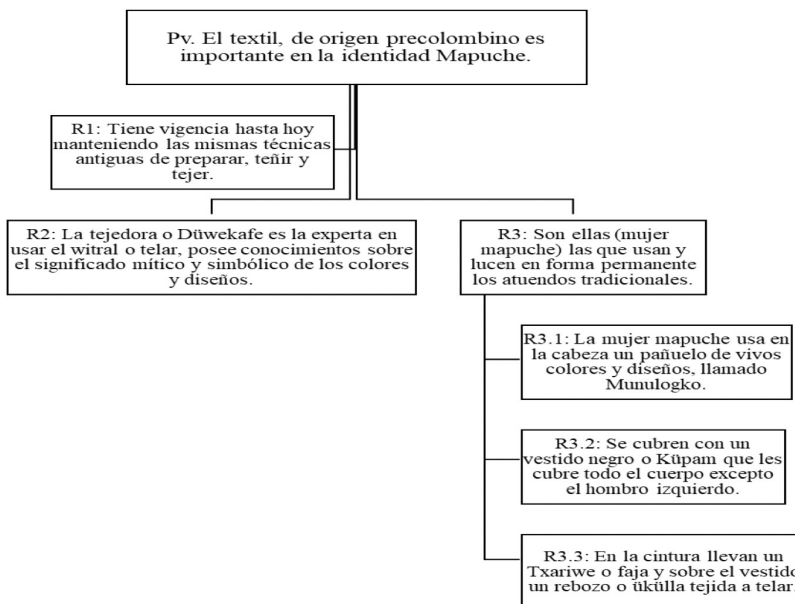 Pv. El textil, de origen precolombino es
importante en la identidad Mapuche.
R1: Tiene vigencia hasta hoy
manteniendo las mismas técnicas
antiguas de preparar, teñir y
tejer.
R2: La tejedora o Düwekafe es la experta en
usar el witral o telar, posee conocimientos sobre
el significado mítico y simbólico de los colores
y diseños.
R3: Son ellas (mujer
mapuche) las que usan y
lucen en forma permanente
los atuendos tradicionales.
R3.1: La mujer mapuche usa en
la cabeza un pañuelo de vivos
colores y diseños, llamado
Munulogko.
R3.2: Se cubren con un
vestido negro o Küpam que les
cubre todo el cuerpo excepto
el hombro izquierdo.
R3.3: En la cintura llevan un
Txariwe o faja y sobre el vestido
un rebozo o ükülla tejida a telar.